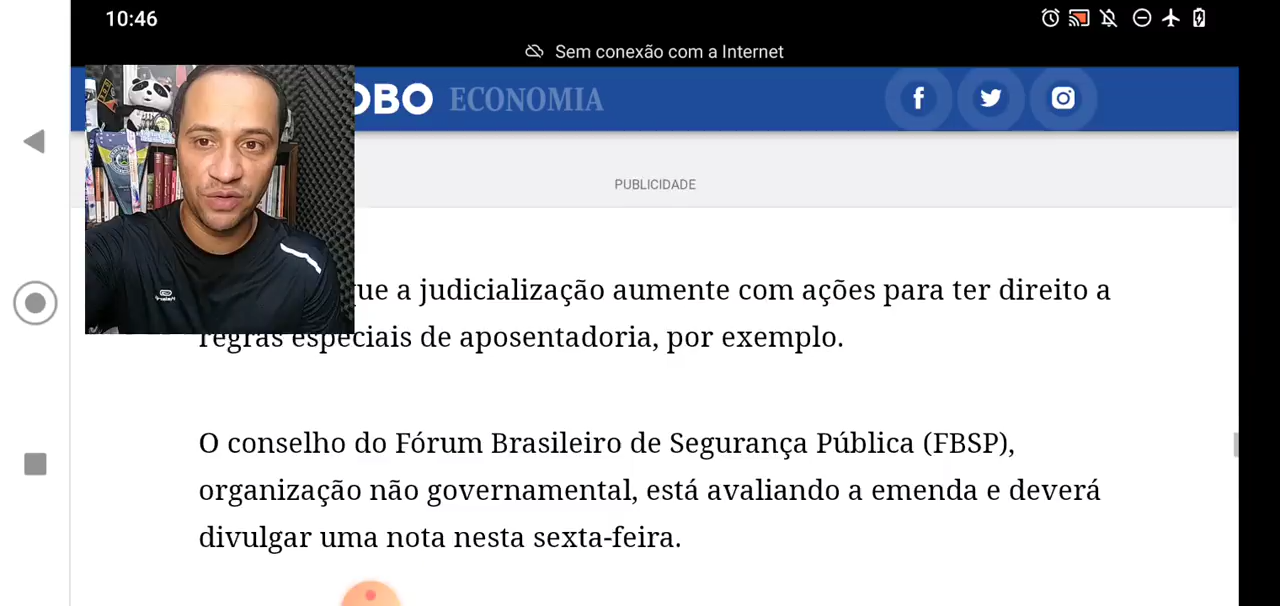 10:46
Sem conexão com a Internet
OBO ECONOMIA
PUBLICIDADE
que a judicialização aumente com ações para ter direito a
regras especiais de aposentadoria, por exemplo.
O conselho do Fórum Brasileiro de Segurança Pública (FBSP),
organização não governamental, está avaliando a emenda e deverá
divulgar uma nota nesta sexta-feira.